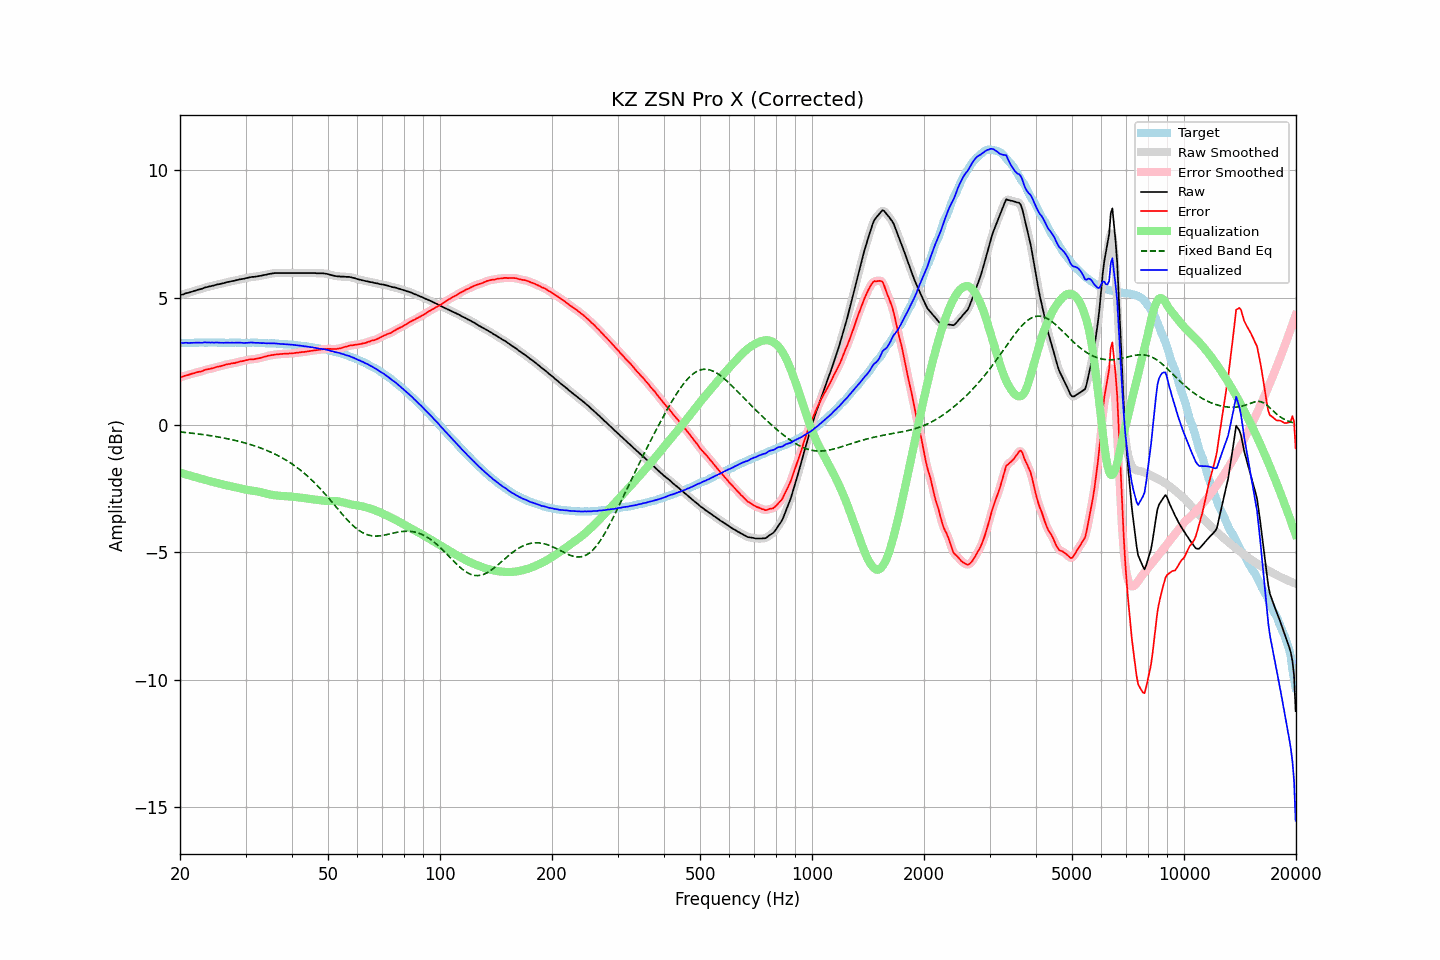 KZ ZSN Pro X (Corrected)
Target
Raw Smoothed
Error Smoothed
Raw
Error
Equalization
Fixed Band Eq
Equalized
Amplitude (dBr)
10
5
0
−5
−10
−15
20 50 100 200 500 1000 2000 5000 10000 20000
Frequency (Hz)